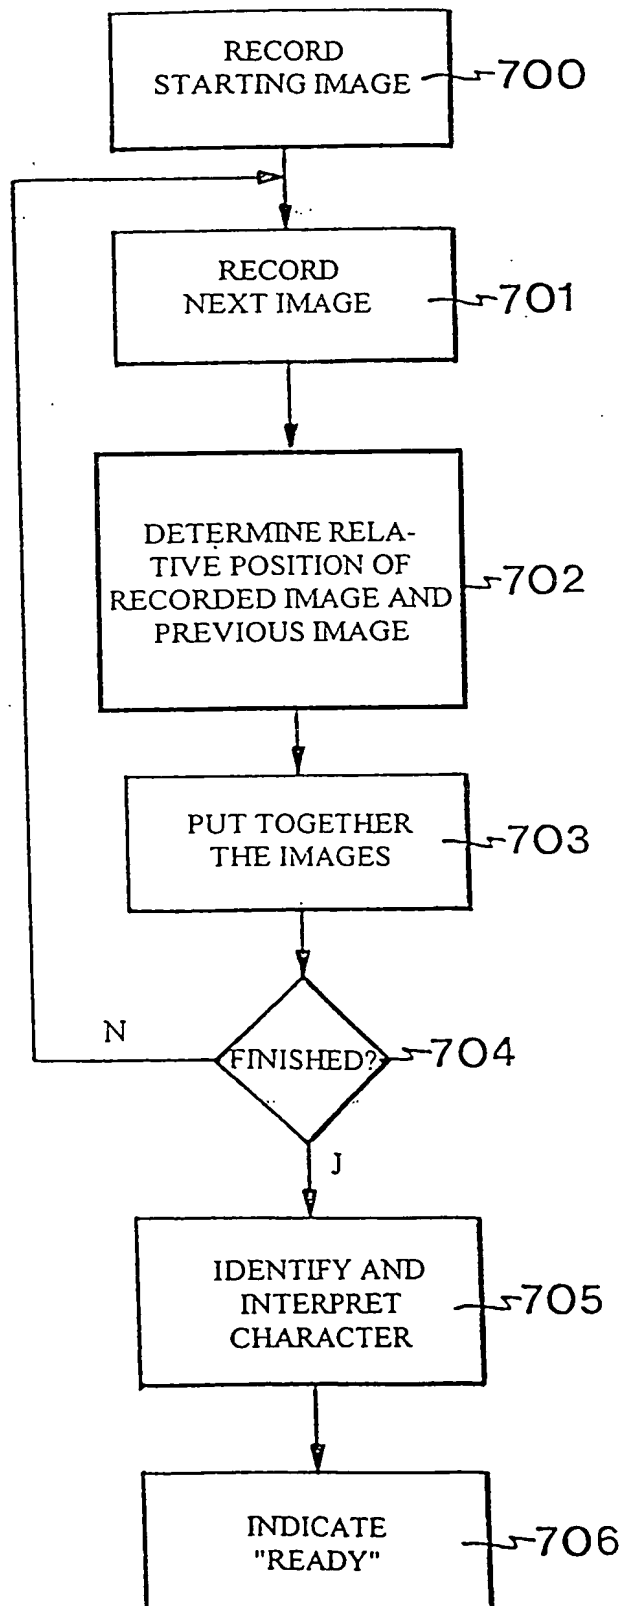 RECORD
STARTING IMAGE
700
RECORD
NEXT IMAGE
701
DETERMINE RELA-
TIVE POSITION OF
RECORDED IMAGE AND
PREVIOUS IMAGE
702
PUT TOGETHER
THE IMAGES
703
N
FINISHED?
704
J
IDENTIFY AND
INTERPRET
CHARACTER
705
INDICATE
"READY"
706